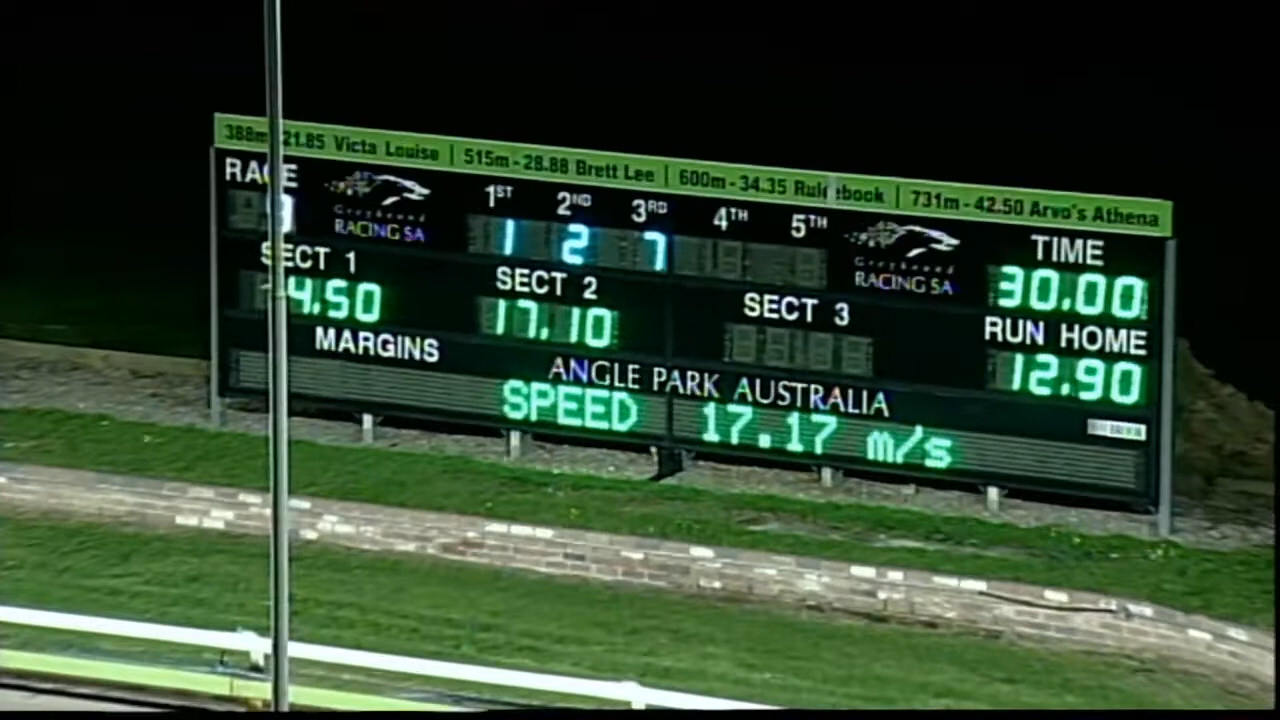 388m 21.85 Victa Louise | 515m - 28.88 Brett Lee | 600m - 34.35 Rulebook | 731m - 42.50 Arvo's Athena
RACE
Greyhound RACING SA
1ST 2ND 3RD 4TH 5TH
1 2 7
Greyhound RACING SA
TIME
30.00
SECT 1
4.50
SECT 2
17.10
SECT 3
RUN HOME
12.90
MARGINS
ANGLE PARK AUSTRALIA
SPEED 17.17 m/s